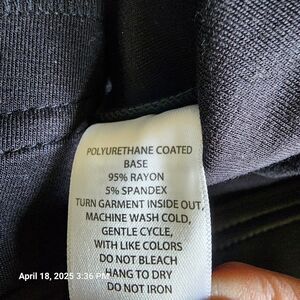 POLYURETHANE COATED
BASE
95% RAYON
5% SPANDEX
TURN GARMENT INSIDE OUT,
MACHINE WASH COLD,
GENTLE CYCLE,
WITH LIKE COLORS
DO NOT BLEACH
HANG TO DRY
DO NOT IRON
April 18, 2025 3:36 PM